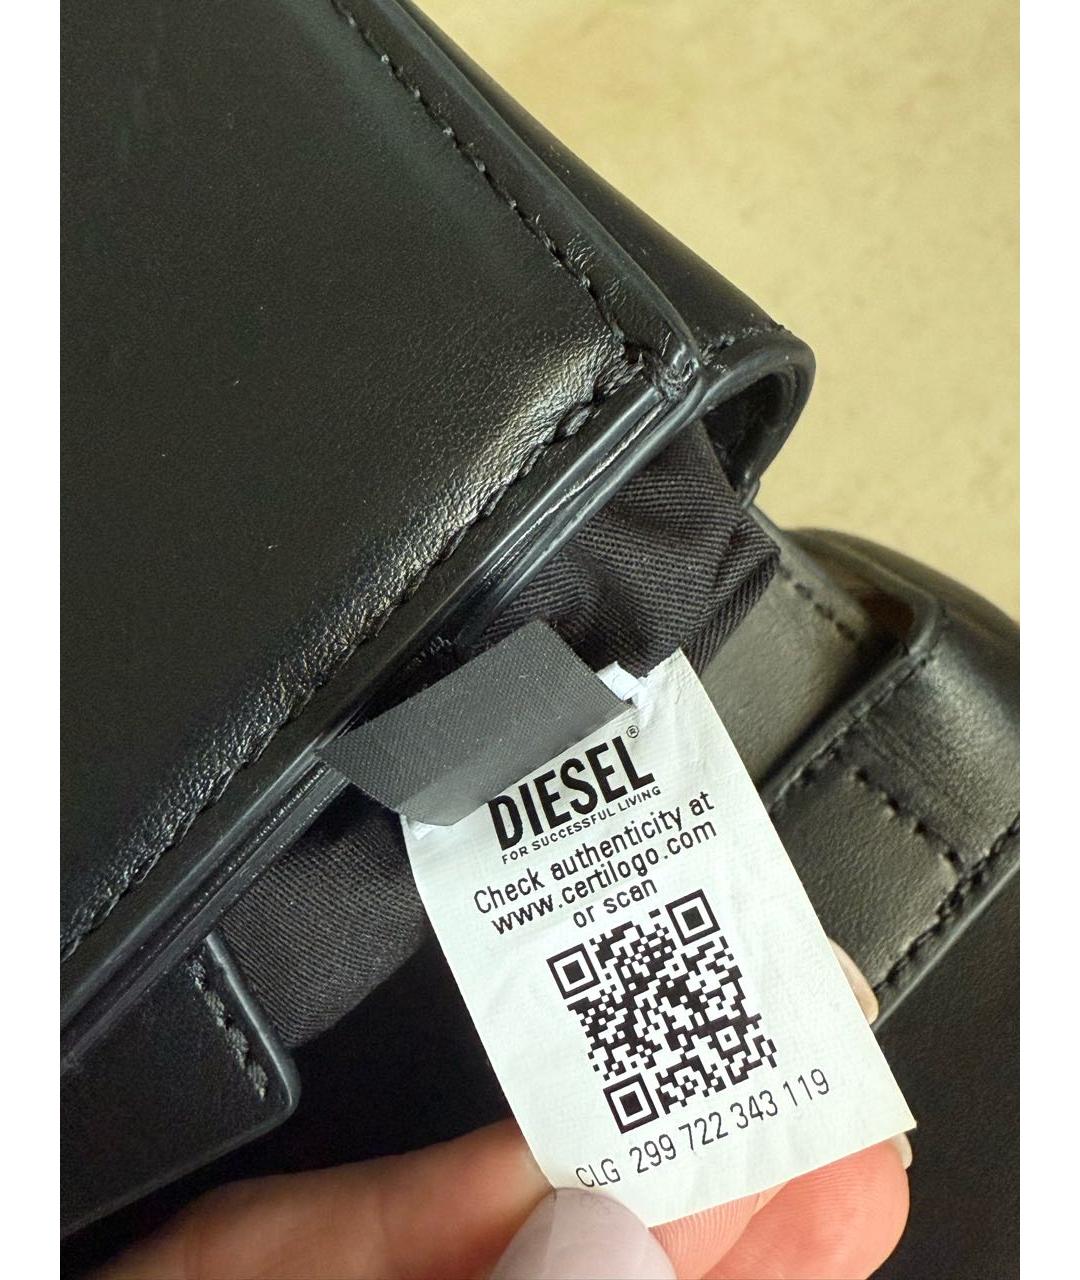 DIESEL®
FOR SUCCESSFUL LIVING
Check authenticity at
www.certilogo.com
or scan
CLG 299 722 343 119